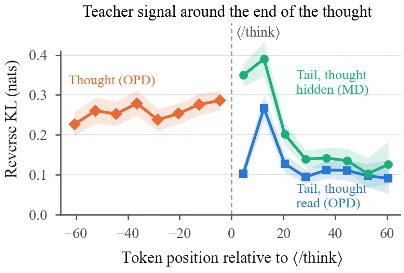 Teacher signal around the end of the thought
⟨/think⟩
Thought (OPD)
Tail, thought
hidden (MD)
Tail, thought
read (OPD)
Reverse KL (nats)
0.4
0.3
0.2
0.1
0.0
−60 −40 −20 0 20 40 60
Token position relative to ⟨/think⟩